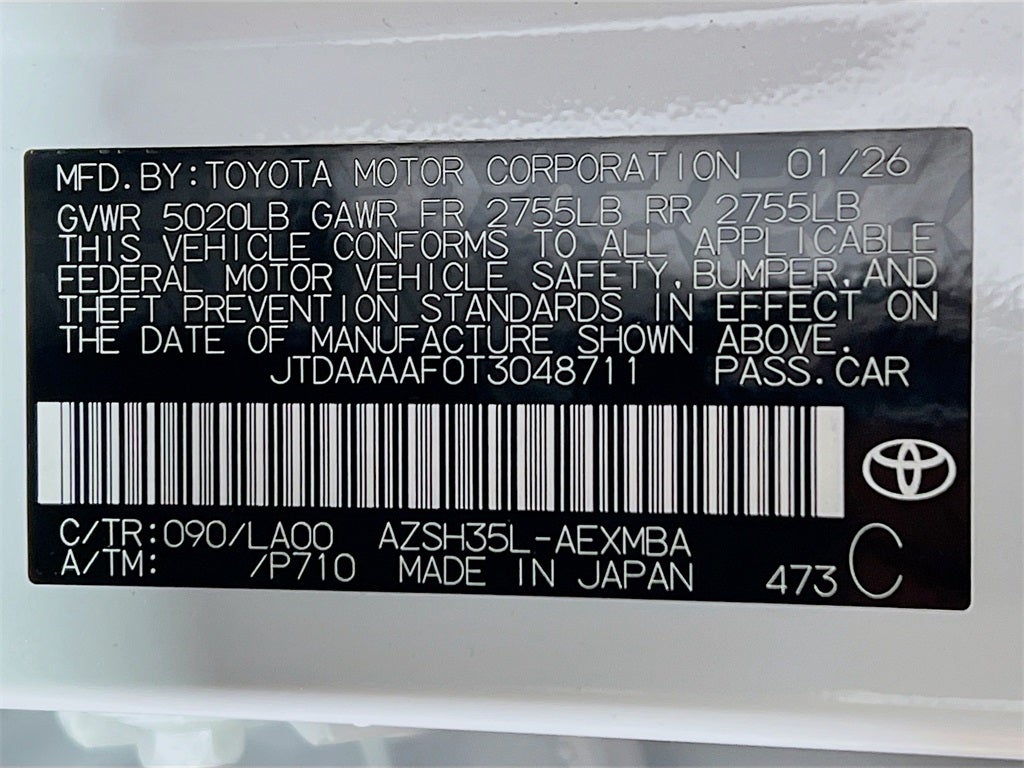 MFD.BY:TOYOTA MOTOR CORPORATION 01/26
GVWR 5020LB GAWR FR 2755LB RR 2755LB
THIS VEHICLE CONFORMS TO ALL APPLICABLE
FEDERAL MOTOR VEHICLE SAFETY,BUMPER,AND
THEFT PREVENTION STANDARDS IN EFFECT ON
THE DATE OF MANUFACTURE SHOWN ABOVE.
JTDAAAAF0T3048711 PASS.CAR
C/TR:090/LA00 AZSH35L-AEXMBA C
A/TM: /P710 MADE IN JAPAN 473